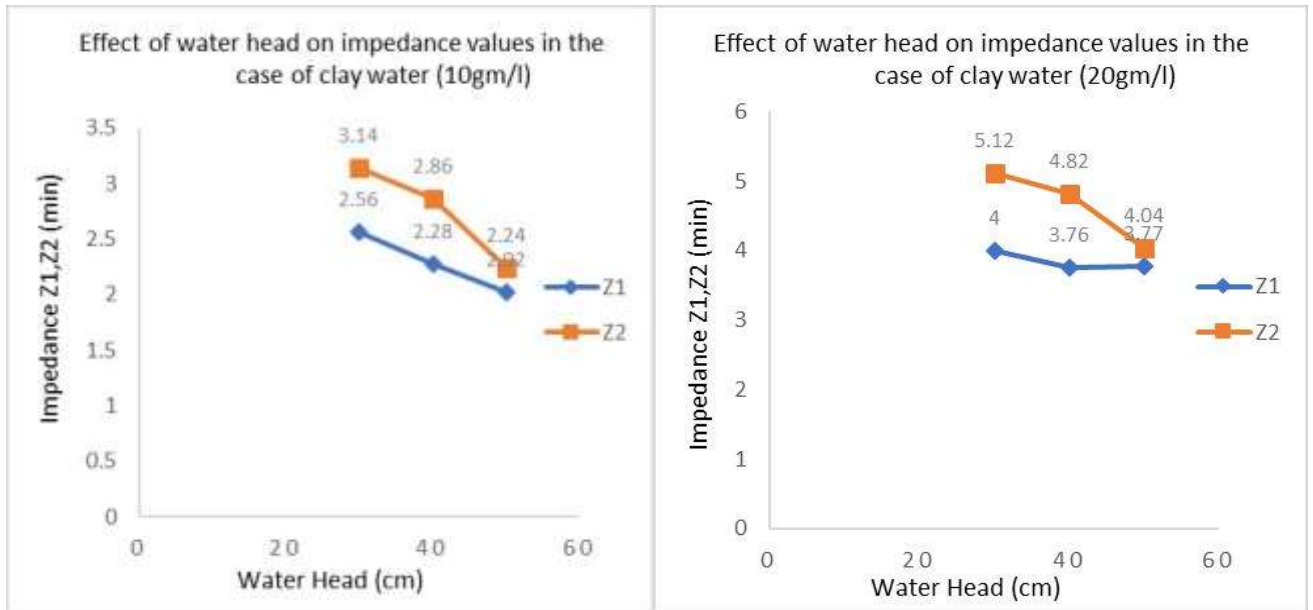 Effect of water head on impedance values in the
case of clay water (10gm/l)
Impedance Z1,Z2 (min)
3.5
3
2.5
2
1.5
1
0.5
0
3.14
2.86
2.56
2.28
2.24
2.02
Z1
Z2
0
20
40
60
Water Head (cm)
Effect of water head on impedance values in the
case of clay water (20gm/l)
Impedance Z1,Z2 (min)
6
5
4
3
2
1
0
5.12
4.82
4
3.76
4.04
3.77
Z1
Z2
0
20
40
60
Water Head (cm)